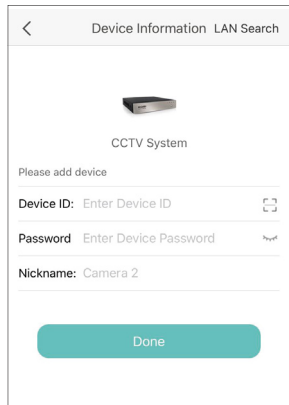 Device Information LAN Search
CCTV System
Please add device
Device ID: Enter Device ID
Password Enter Device Password
Nickname: Camera 2
Done